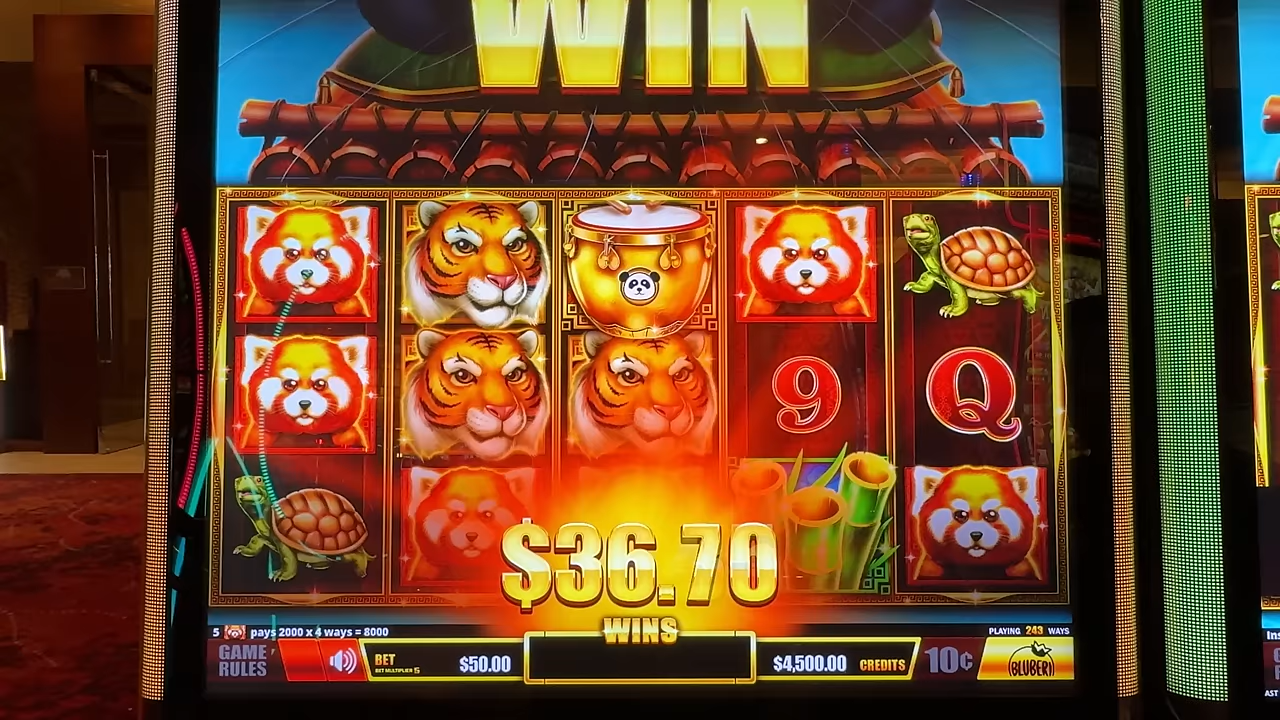 WIN
9
Q
$36.70
WINS
5 pays 2000 x 4 ways = 8000
PLAYING 243 WAYS
GAME RULES
BET
BET MULTIPLIER 5
$50.00
$4,500.00 CREDITS
10¢
BLUBERI